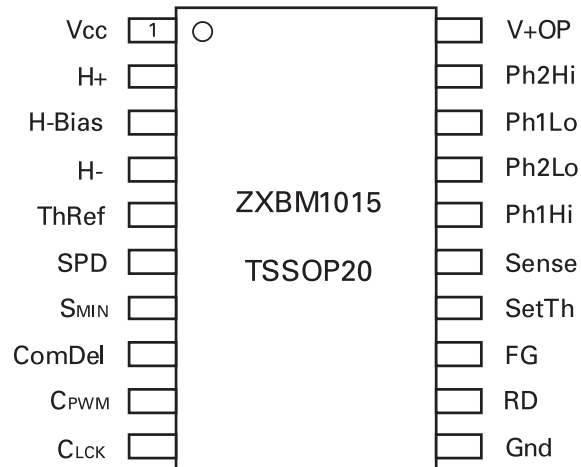 Vcc 1 V+OP
H+ Ph2Hi
H-Bias Ph1Lo
H- Ph2Lo
ThRef Ph1Hi
ZXBM1015
SPD Sense
TSSOP20
SMIN SetTh
ComDel FG
CPWM RD
CLCK Gnd